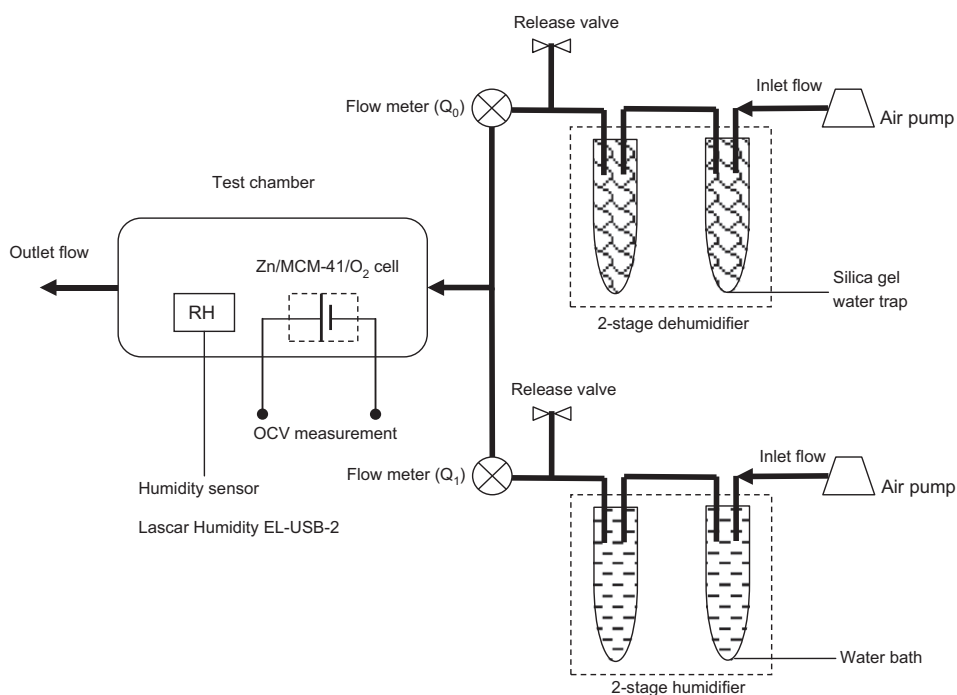 Release valve
Inlet flow
Flow meter (Q₀)
Air pump
Test chamber
Outlet flow
Zn/MCM-41/O₂ cell
RH
Silica gel
water trap
2-stage dehumidifier
Release valve
OCV measurement
Inlet flow
Flow meter (Q₁)
Air pump
Humidity sensor
Lascar Humidity EL-USB-2
Water bath
2-stage humidifier